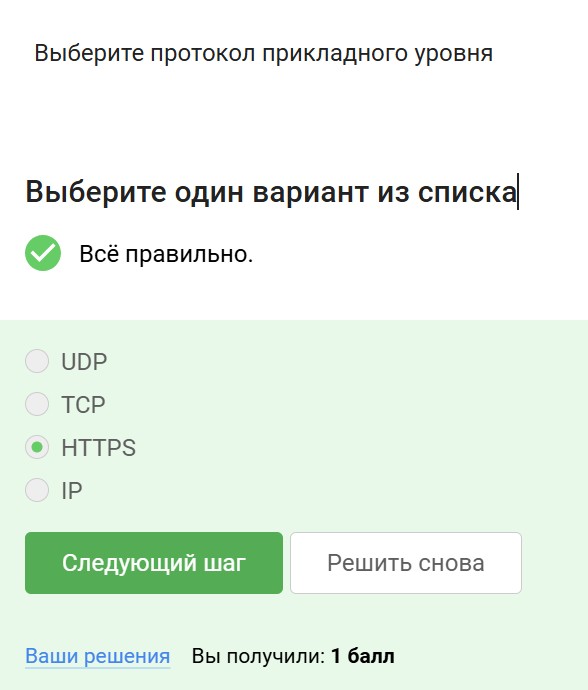 Выберите протокол прикладного уровня
Выберите один вариант из списка
Всё правильно.
UDP
TCP
HTTPS
IP
Следующий шаг
Решить снова
Ваши решения Вы получили: 1 балл